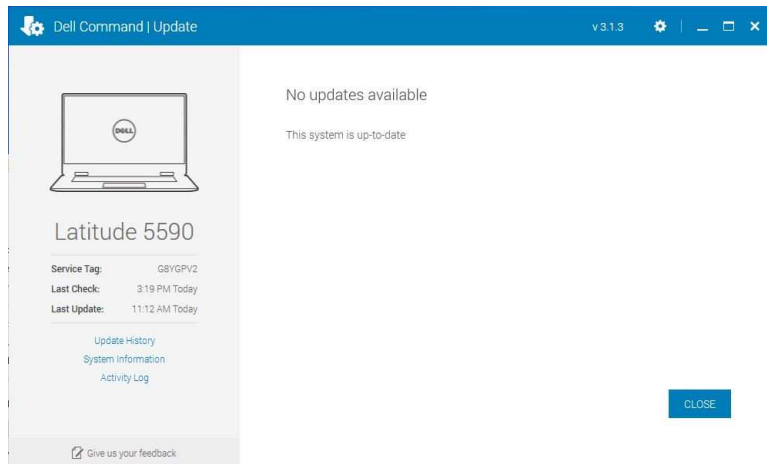 Dell Command | Update
v 3.1.3
DELL
No updates available
This system is up-to-date
Latitude 5590
Service Tag: G8YGPV2
Last Check: 3:19 PM Today
Last Update: 11:12 AM Today
Update History
System Information
Activity Log
CLOSE
Give us your feedback